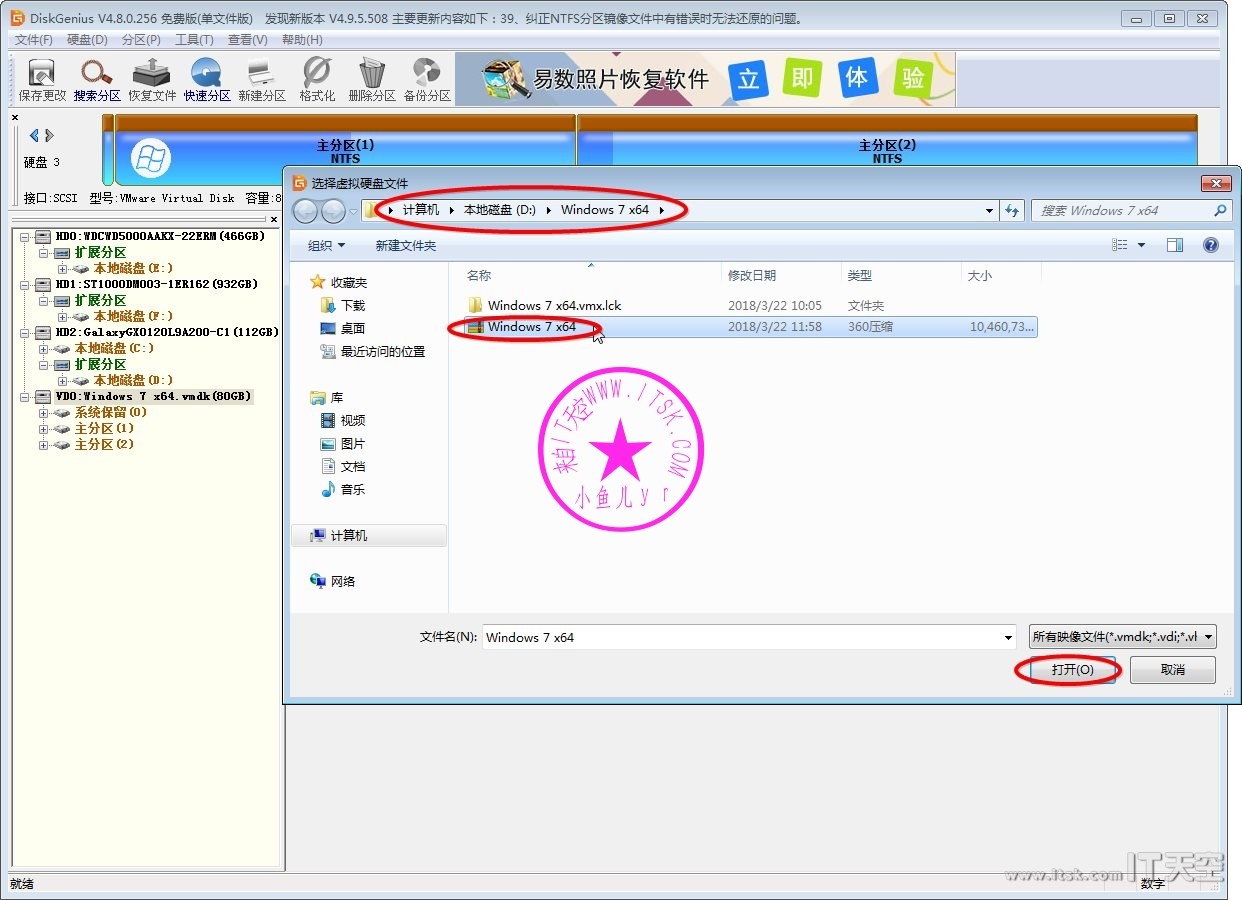 DiskGenius V4.8.0.256 免费版(单文件版) 发现新版本 V4.9.5.508 主要更新内容如下：39、纠正NTFS分区镜像文件中有错误时无法还原的问题。
文件(F) 硬盘(D) 分区(P) 工具(T) 查看(V) 帮助(H)
保存更改 搜索分区 恢复文件 快速分区 新建分区 格式化 删除分区 备份分区
易数照片恢复软件 立 即 体 验
硬盘 3
主分区(1)
NTFS
主分区(2)
NTFS
接口:SCSI 型号:VMware Virtual Disk 容量:8
HD0:WDCWD5000AAKX-22ERM(466GB)
扩展分区
本地磁盘(E:)
HD1:ST1000DM003-1ER162(932GB)
扩展分区
本地磁盘(F:)
HD2:GalaxyGX0120L9A200-C1(112GB)
本地磁盘(C:)
扩展分区
本地磁盘(D:)
VD0:Windows 7 x64.vmdk(80GB)
系统保留(0)
主分区(1)
主分区(2)
选择虚拟硬盘文件
计算机 本地磁盘 (D:) Windows 7 x64
搜索 Windows 7 x64
组织 新建文件夹
收藏夹
下载
桌面
最近访问的位置
库
视频
图片
文档
音乐
计算机
网络
名称 修改日期 类型 大小
Windows 7 x64.vmx.lck 2018/3/22 10:05 文件夹
Windows 7 x64 2018/3/22 11:58 360压缩 10,460,73...
来自IT天空WWW.ITSK.COM
小鱼儿yr
文件名(N): Windows 7 x64 所有映像文件(*.vmdk;*.vdi;*.vl
打开(O) 取消
就绪
数字
www.itsk.com IT天空